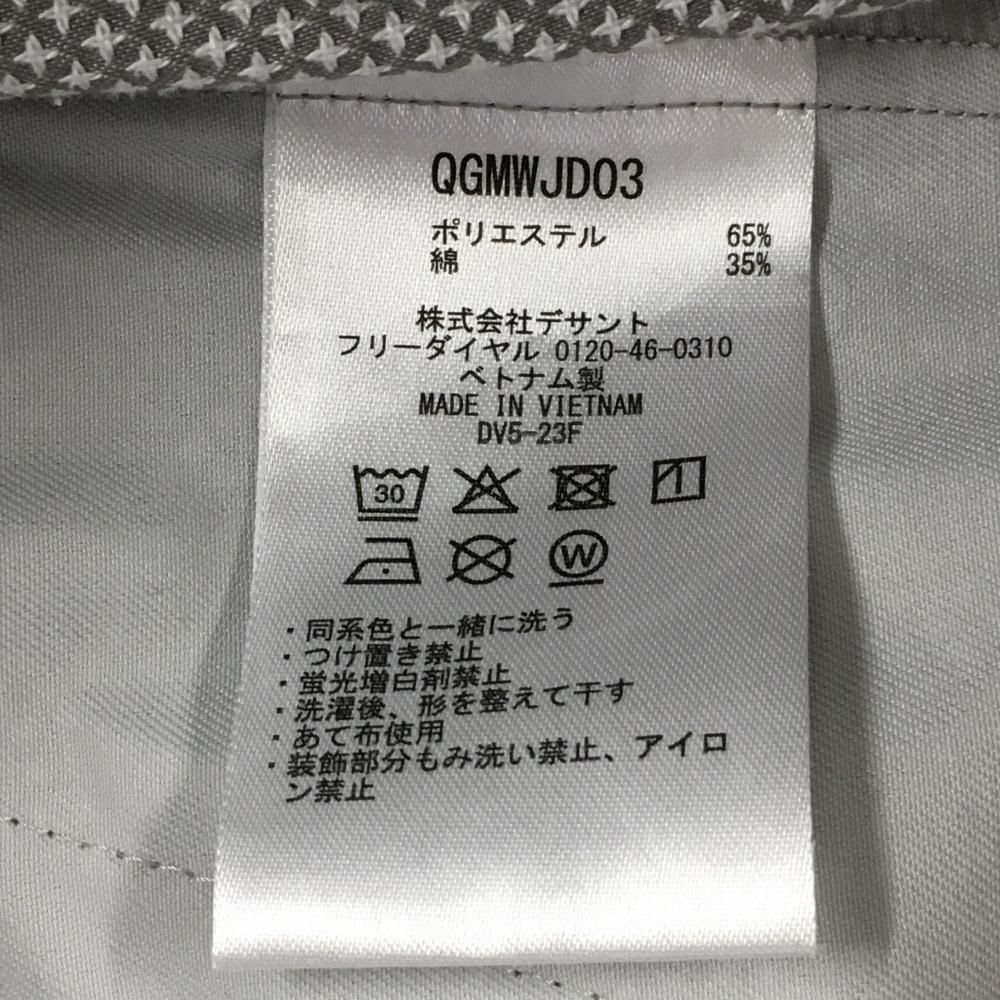 QGMWJD03
ポリエステル 65%
綿 35%
株式会社デサント
フリーダイヤル 0120-46-0310
ベトナム製
MADE IN VIETNAM
DV5-23F
30
W
・同系色と一緒に洗う
・つけ置き禁止
・蛍光増白剤禁止
・洗濯後、形を整えて干す
・あて布使用
・装飾部分もみ洗い禁止、アイロ
ン禁止